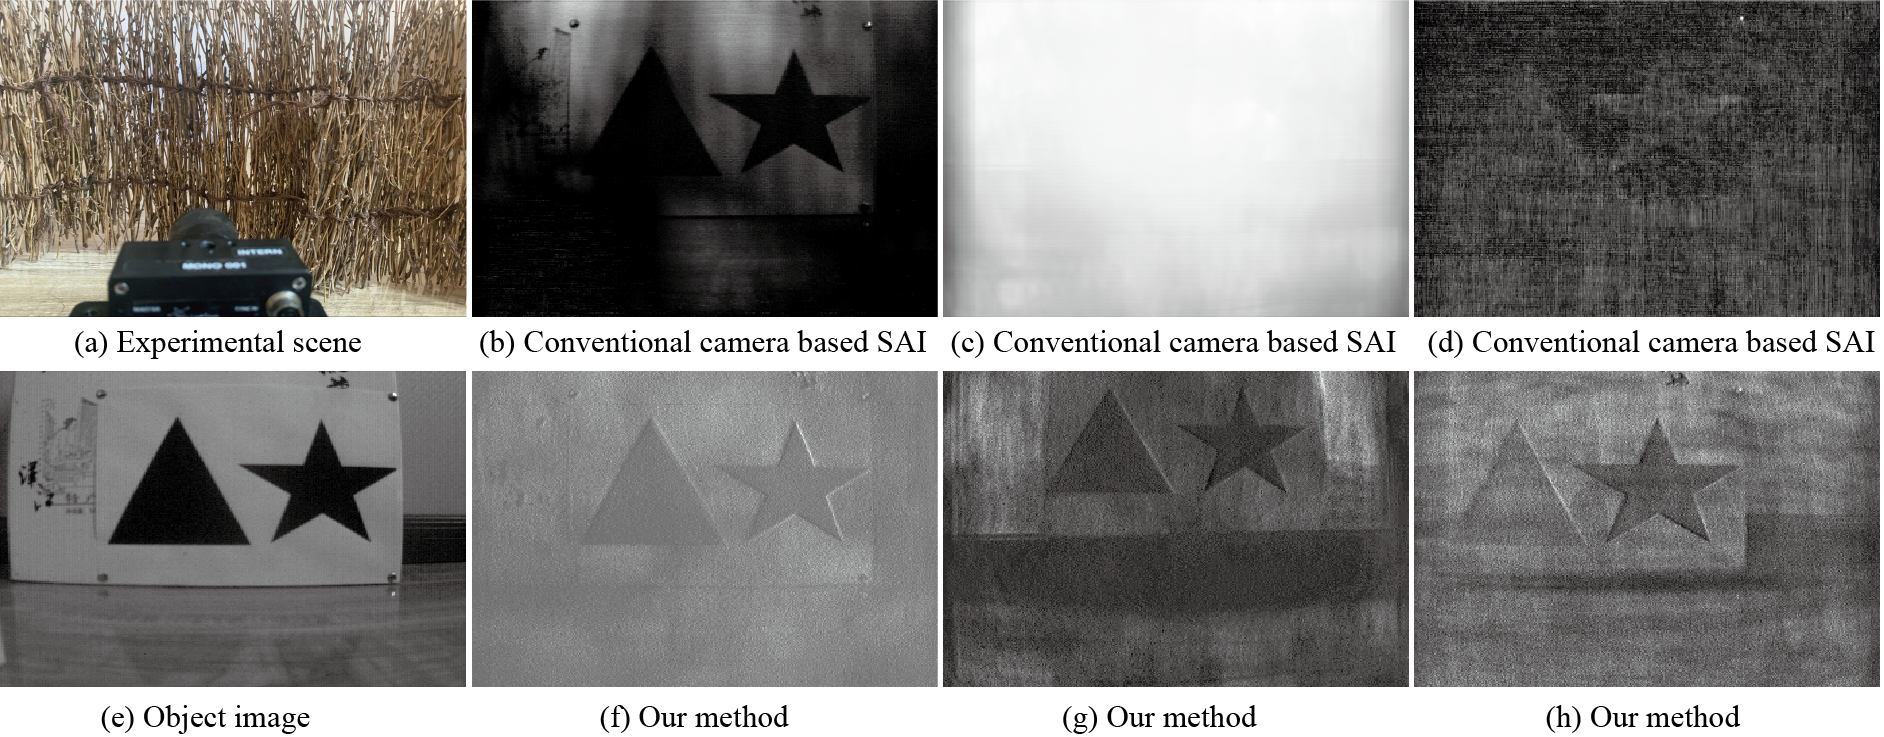 INTERN
MONO 001
(a) Experimental scene
(b) Conventional camera based SAI
(c) Conventional camera based SAI
(d) Conventional camera based SAI
(e) Object image
(f) Our method
(g) Our method
(h) Our method